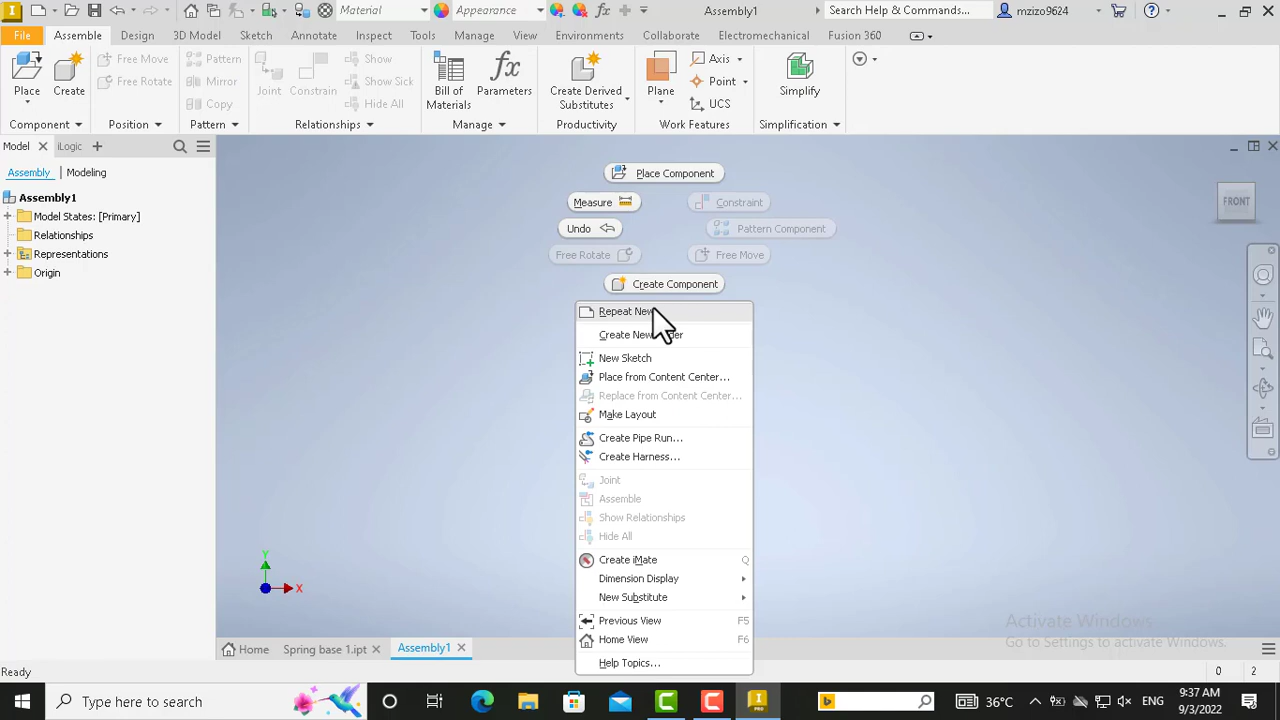 PRO Material Appearance fx Assembly1 Search Help & Commands... mzizo9624 ?
File Assemble Design 3D Model Sketch Annotate Inspect Tools Manage View Environments Collaborate Electromechanical Fusion 360
Place Create Free Move Free Rotate Pattern Mirror Copy Joint Constrain Show Show Sick Hide All Bill of Materials fx Parameters Create Derived Substitutes Plane Axis Point UCS Simplify
Component Position Pattern Relationships Manage Productivity Work Features Simplification
Model iLogic +
Assembly Modeling
Assembly1
Model States: [Primary]
Relationships
Representations
Origin
Place Component
Measure Constraint
Undo Pattern Component
Free Rotate Free Move
Create Component
FRONT
Repeat New
Create New
New Sketch
Place from Content Center...
Replace from Content Center...
Make Layout
Create Pipe Run...
Create Harness...
Joint
Assemble
Show Relationships
Hide All
Create iMate Q
Dimension Display
New Substitute
Previous View F5
Home View F6
Help Topics...
Y
X
Activate Windows
Go to Settings to activate Windows.
Home Spring base 1.ipt Assembly1
Ready 0 2
Type here to search 36°C ENG 9:37 AM
9/3/2022